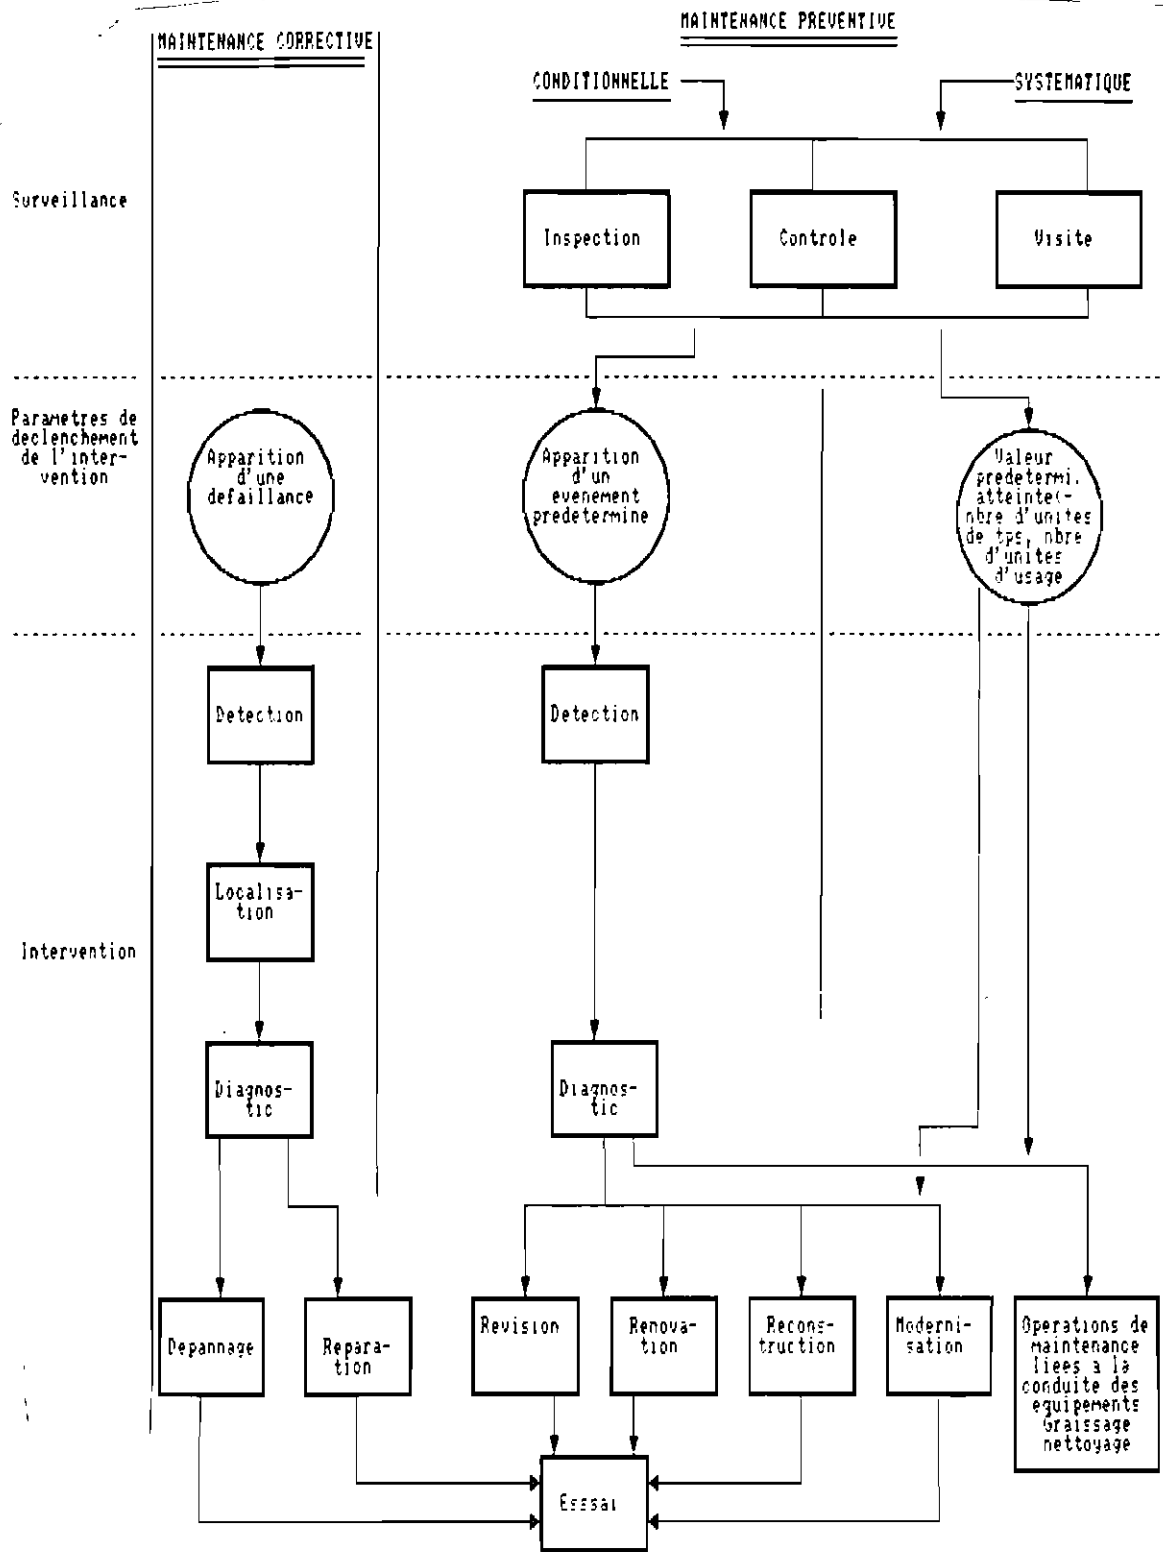 MAINTENANCE PREVENTIVE
MAINTENANCE CORRECTIVE
CONDITIONNELLE
SYSTEMATIQUE
Surveillance
Inspection
Controle
Visite
Parametres de
declenchement
de l'inter-
vention
Apparition
d'une
defaillance
Apparition
d'un
evenement
predetermine
Valeur
predetermi.
atteinte(-
nbre d'unites
de tps, nbre
d'unites
d'usage
Detection
Detection
Localisa-
tion
Intervention
Diagnos-
tic
Diagnos-
tic
Depannage
Repara-
tion
Revision
Renova-
tion
Recons-
truction
Moderni-
sation
Operations de
maintenance
liees a la
conduite des
equipements
Graissage
nettoyage
Esssai